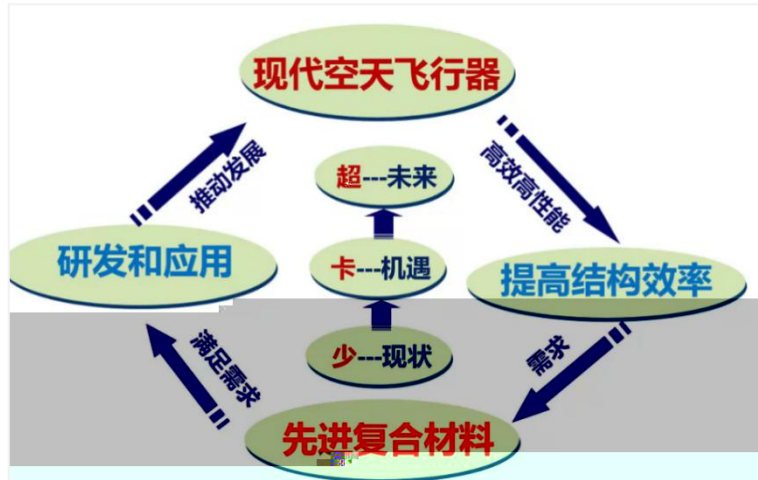 现代空天飞行器
推动发展
高效高性能
超---未来
研发和应用
卡---机遇
提高结构效率
满足需求
少---现状
需求
先进复合材料